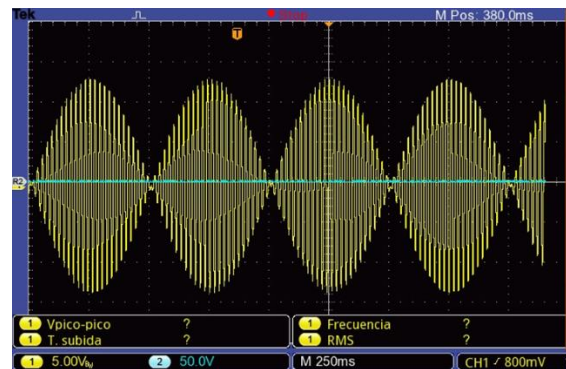 Tek Stop M Pos: 380.0ms
T
1 Vpico-pico ? 1 Frecuencia ?
1 T. subida ? 1 RMS ?
1 5.00V 2 50.0V M 250ms CH1 800mV